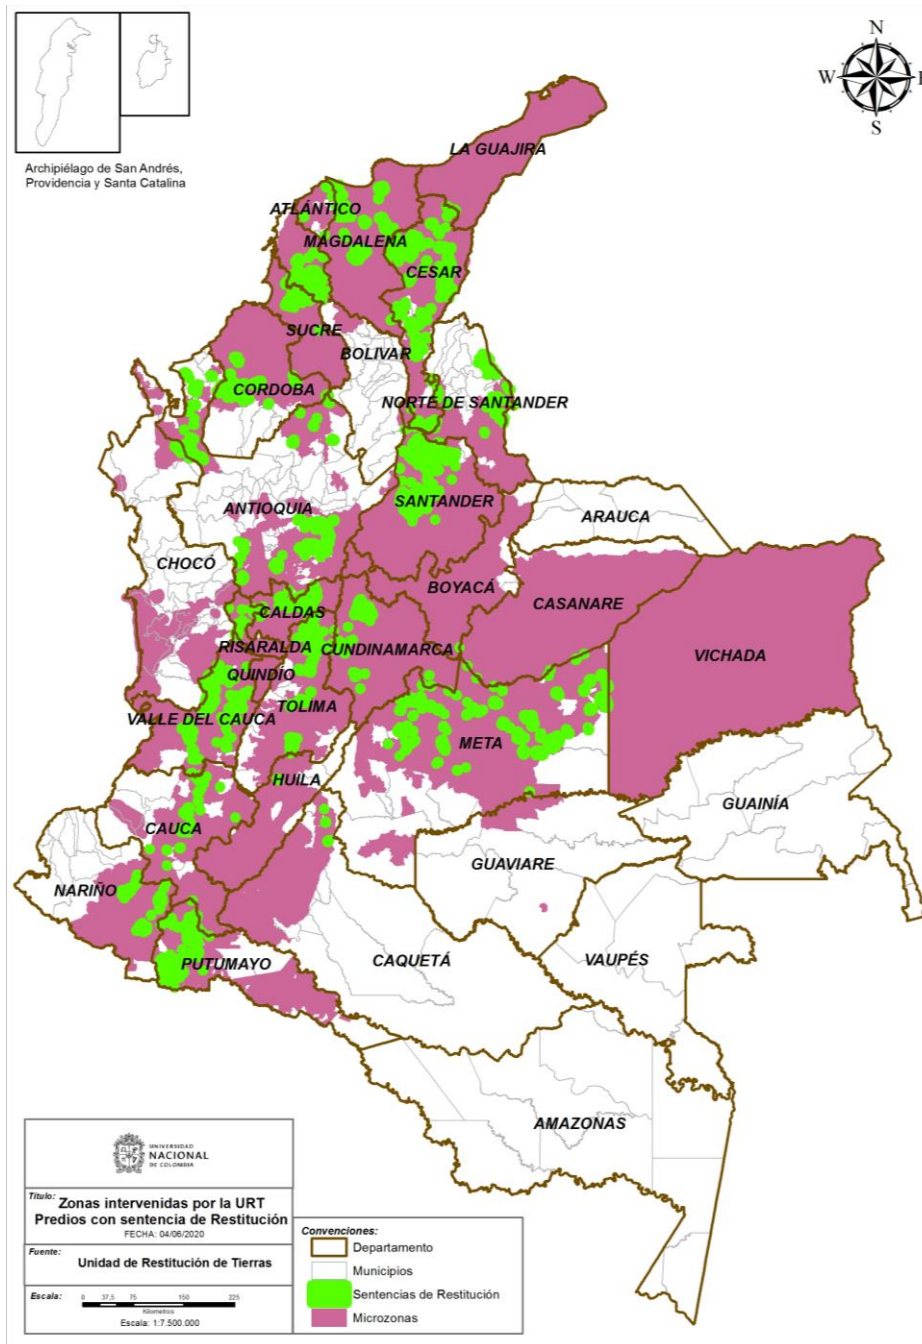 N
W
E
S
Archipiélago de San Andrés,
Providencia y Santa Catalina
LA GUAJIRA
ATLÁNTICO
MAGDALENA
CESAR
SUCRE
BOLIVAR
CORDOBA
NORTE DE SANTANDER
ANTIOQUIA
SANTANDER
ARAUCA
CHOCÓ
BOYACÁ
CASANARE
CALDAS
RISARALDA
CUNDINAMARCA
VICHADA
QUINDÍO
TOLIMA
VALLE DEL CAUCA
META
HUILA
GUAINÍA
CAUCA
GUAVIARE
NARIÑO
PUTUMAYO
CAQUETÁ
VAUPÉS
AMAZONAS
UNIVERSIDAD
NACIONAL
DE COLOMBIA
Título:
Zonas intervenidas por la URT
Predios con sentencia de Restitución
FECHA: 04/06/2020
Fuente:
Unidad de Restitución de Tierras
Escala: 0 37,5 75 150 225
Kilometros
Escala: 1:7.500.000
Convenciones:
Departamento
Municipios
Sentencias de Restitución
Microzonas